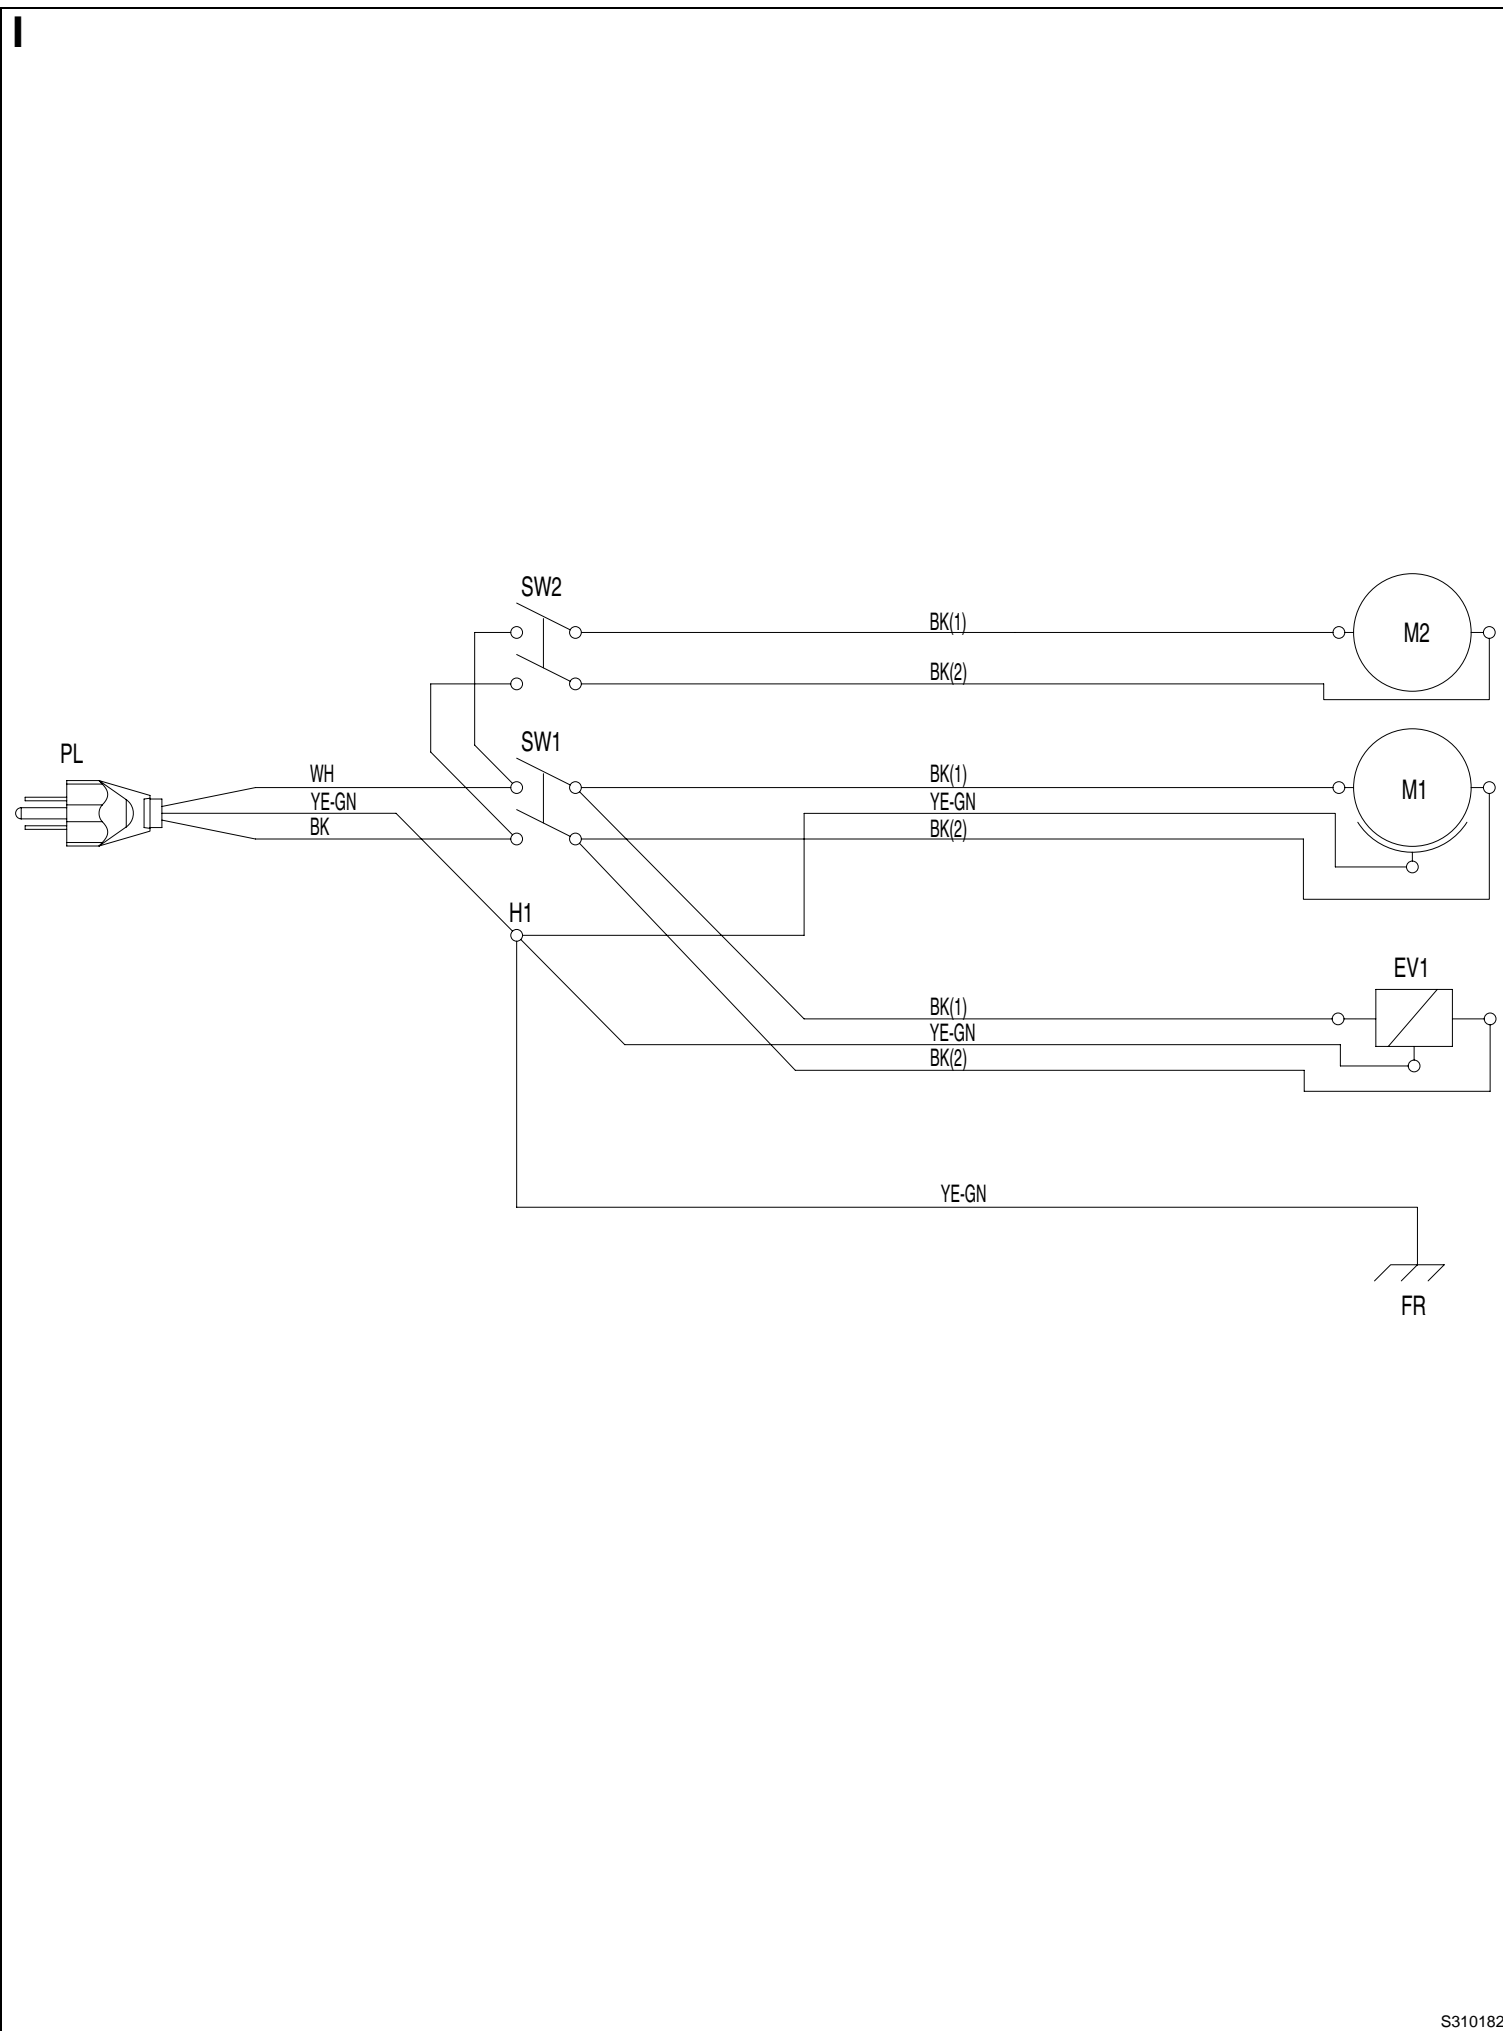 I
SW2
BK(1)
M2
BK(2)
SW1
PL
WH
BK(1)
M1
YE-GN
YE-GN
BK
BK(2)
H1
EV1
BK(1)
YE-GN
BK(2)
YE-GN
FR
S310182